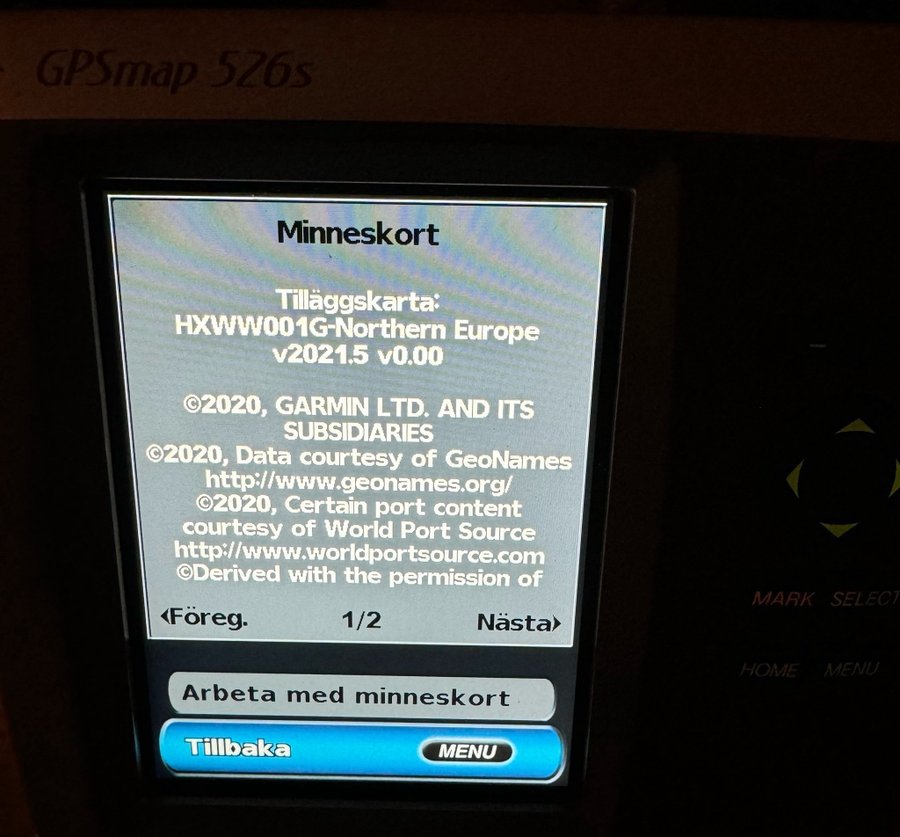 GPSmap 526s
Minneskort
Tilläggskarta:
HXWW001G-Northern Europe
v2021.5 v0.00
©2020, GARMIN LTD. AND ITS
SUBSIDIARIES
©2020, Data courtesy of GeoNames
http://www.geonames.org/
©2020, Certain port content
courtesy of World Port Source
http://www.worldportsource.com
©Derived with the permission of
Föreg. 1/2 Nästa
Arbeta med minneskort
Tillbaka MENU
MARK SELECT
HOME MENU